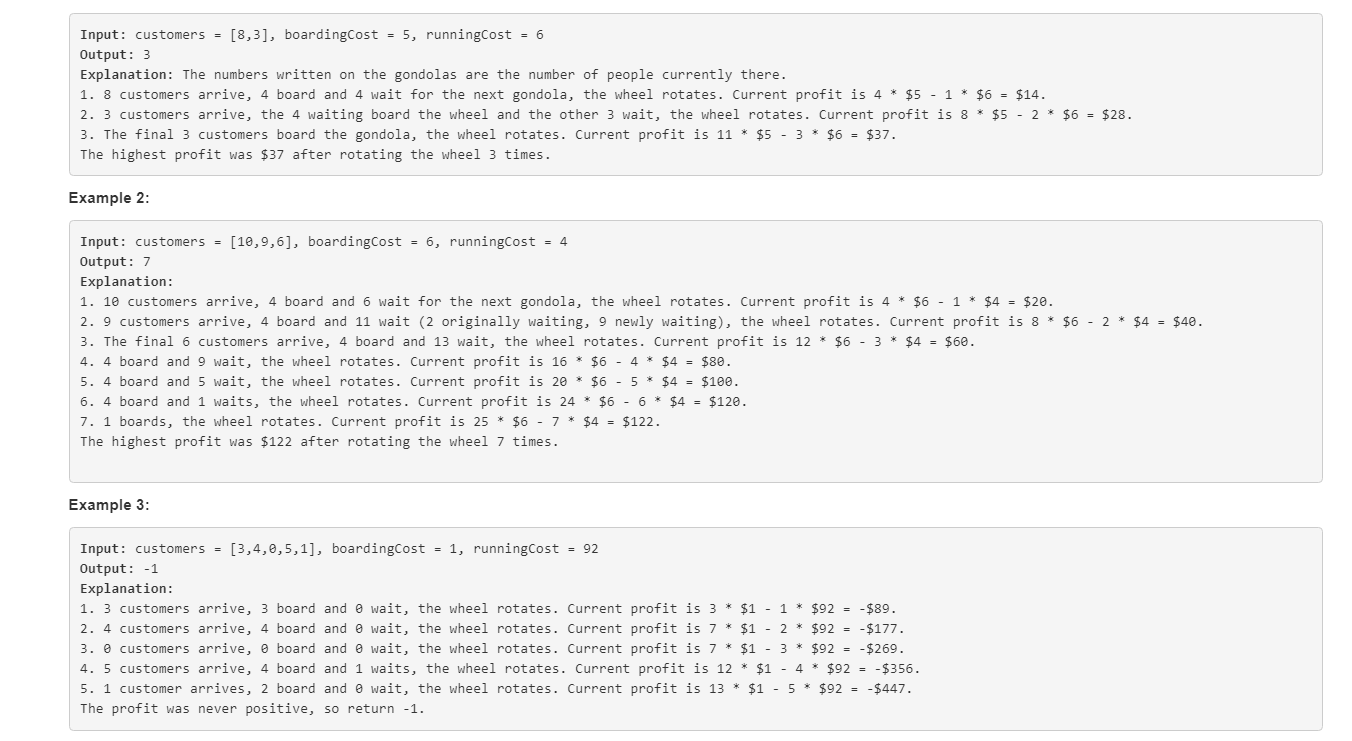 Input: customers = [8,3], boardingCost = 5, runningCost = 6
Output: 3
Explanation: The numbers written on the gondolas are the number of people currently there.
1. 8 customers arrive, 4 board and 4 wait for the next gondola, the wheel rotates. Current profit is 4 * $5 - 1 * $6 = $14.
2. 3 customers arrive, the 4 waiting board the wheel and the other 3 wait, the wheel rotates. Current profit is 8 * $5 - 2 * $6 = $28.
3. The final 3 customers board the gondola, the wheel rotates. Current profit is 11 * $5 - 3 * $6 = $37.
The highest profit was $37 after rotating the wheel 3 times.
Example 2:
Input: customers = [10,9,6], boardingCost = 6, runningCost = 4
Output: 7
Explanation:
1. 10 customers arrive, 4 board and 6 wait for the next gondola, the wheel rotates. Current profit is 4 * $6 - 1 * $4 = $20.
2. 9 customers arrive, 4 board and 11 wait (2 originally waiting, 9 newly waiting), the wheel rotates. Current profit is 8 * $6 - 2 * $4 = $40.
3. The final 6 customers arrive, 4 board and 13 wait, the wheel rotates. Current profit is 12 * $6 - 3 * $4 = $60.
4. 4 board and 9 wait, the wheel rotates. Current profit is 16 * $6 - 4 * $4 = $80.
5. 4 board and 5 wait, the wheel rotates. Current profit is 20 * $6 - 5 * $4 = $100.
6. 4 board and 1 waits, the wheel rotates. Current profit is 24 * $6 - 6 * $4 = $120.
7. 1 boards, the wheel rotates. Current profit is 25 * $6 - 7 * $4 = $122.
The highest profit was $122 after rotating the wheel 7 times.
Example 3:
Input: customers = [3,4,0,5,1], boardingCost = 1, runningCost = 92
Output: -1
Explanation:
1. 3 customers arrive, 3 board and 0 wait, the wheel rotates. Current profit is 3 * $1 - 1 * $92 = -$89.
2. 4 customers arrive, 4 board and 0 wait, the wheel rotates. Current profit is 7 * $1 - 2 * $92 = -$177.
3. 0 customers arrive, 0 board and 0 wait, the wheel rotates. Current profit is 7 * $1 - 3 * $92 = -$269.
4. 5 customers arrive, 4 board and 1 waits, the wheel rotates. Current profit is 12 * $1 - 4 * $92 = -$356.
5. 1 customer arrives, 2 board and 0 wait, the wheel rotates. Current profit is 13 * $1 - 5 * $92 = -$447.
The profit was never positive, so return -1.